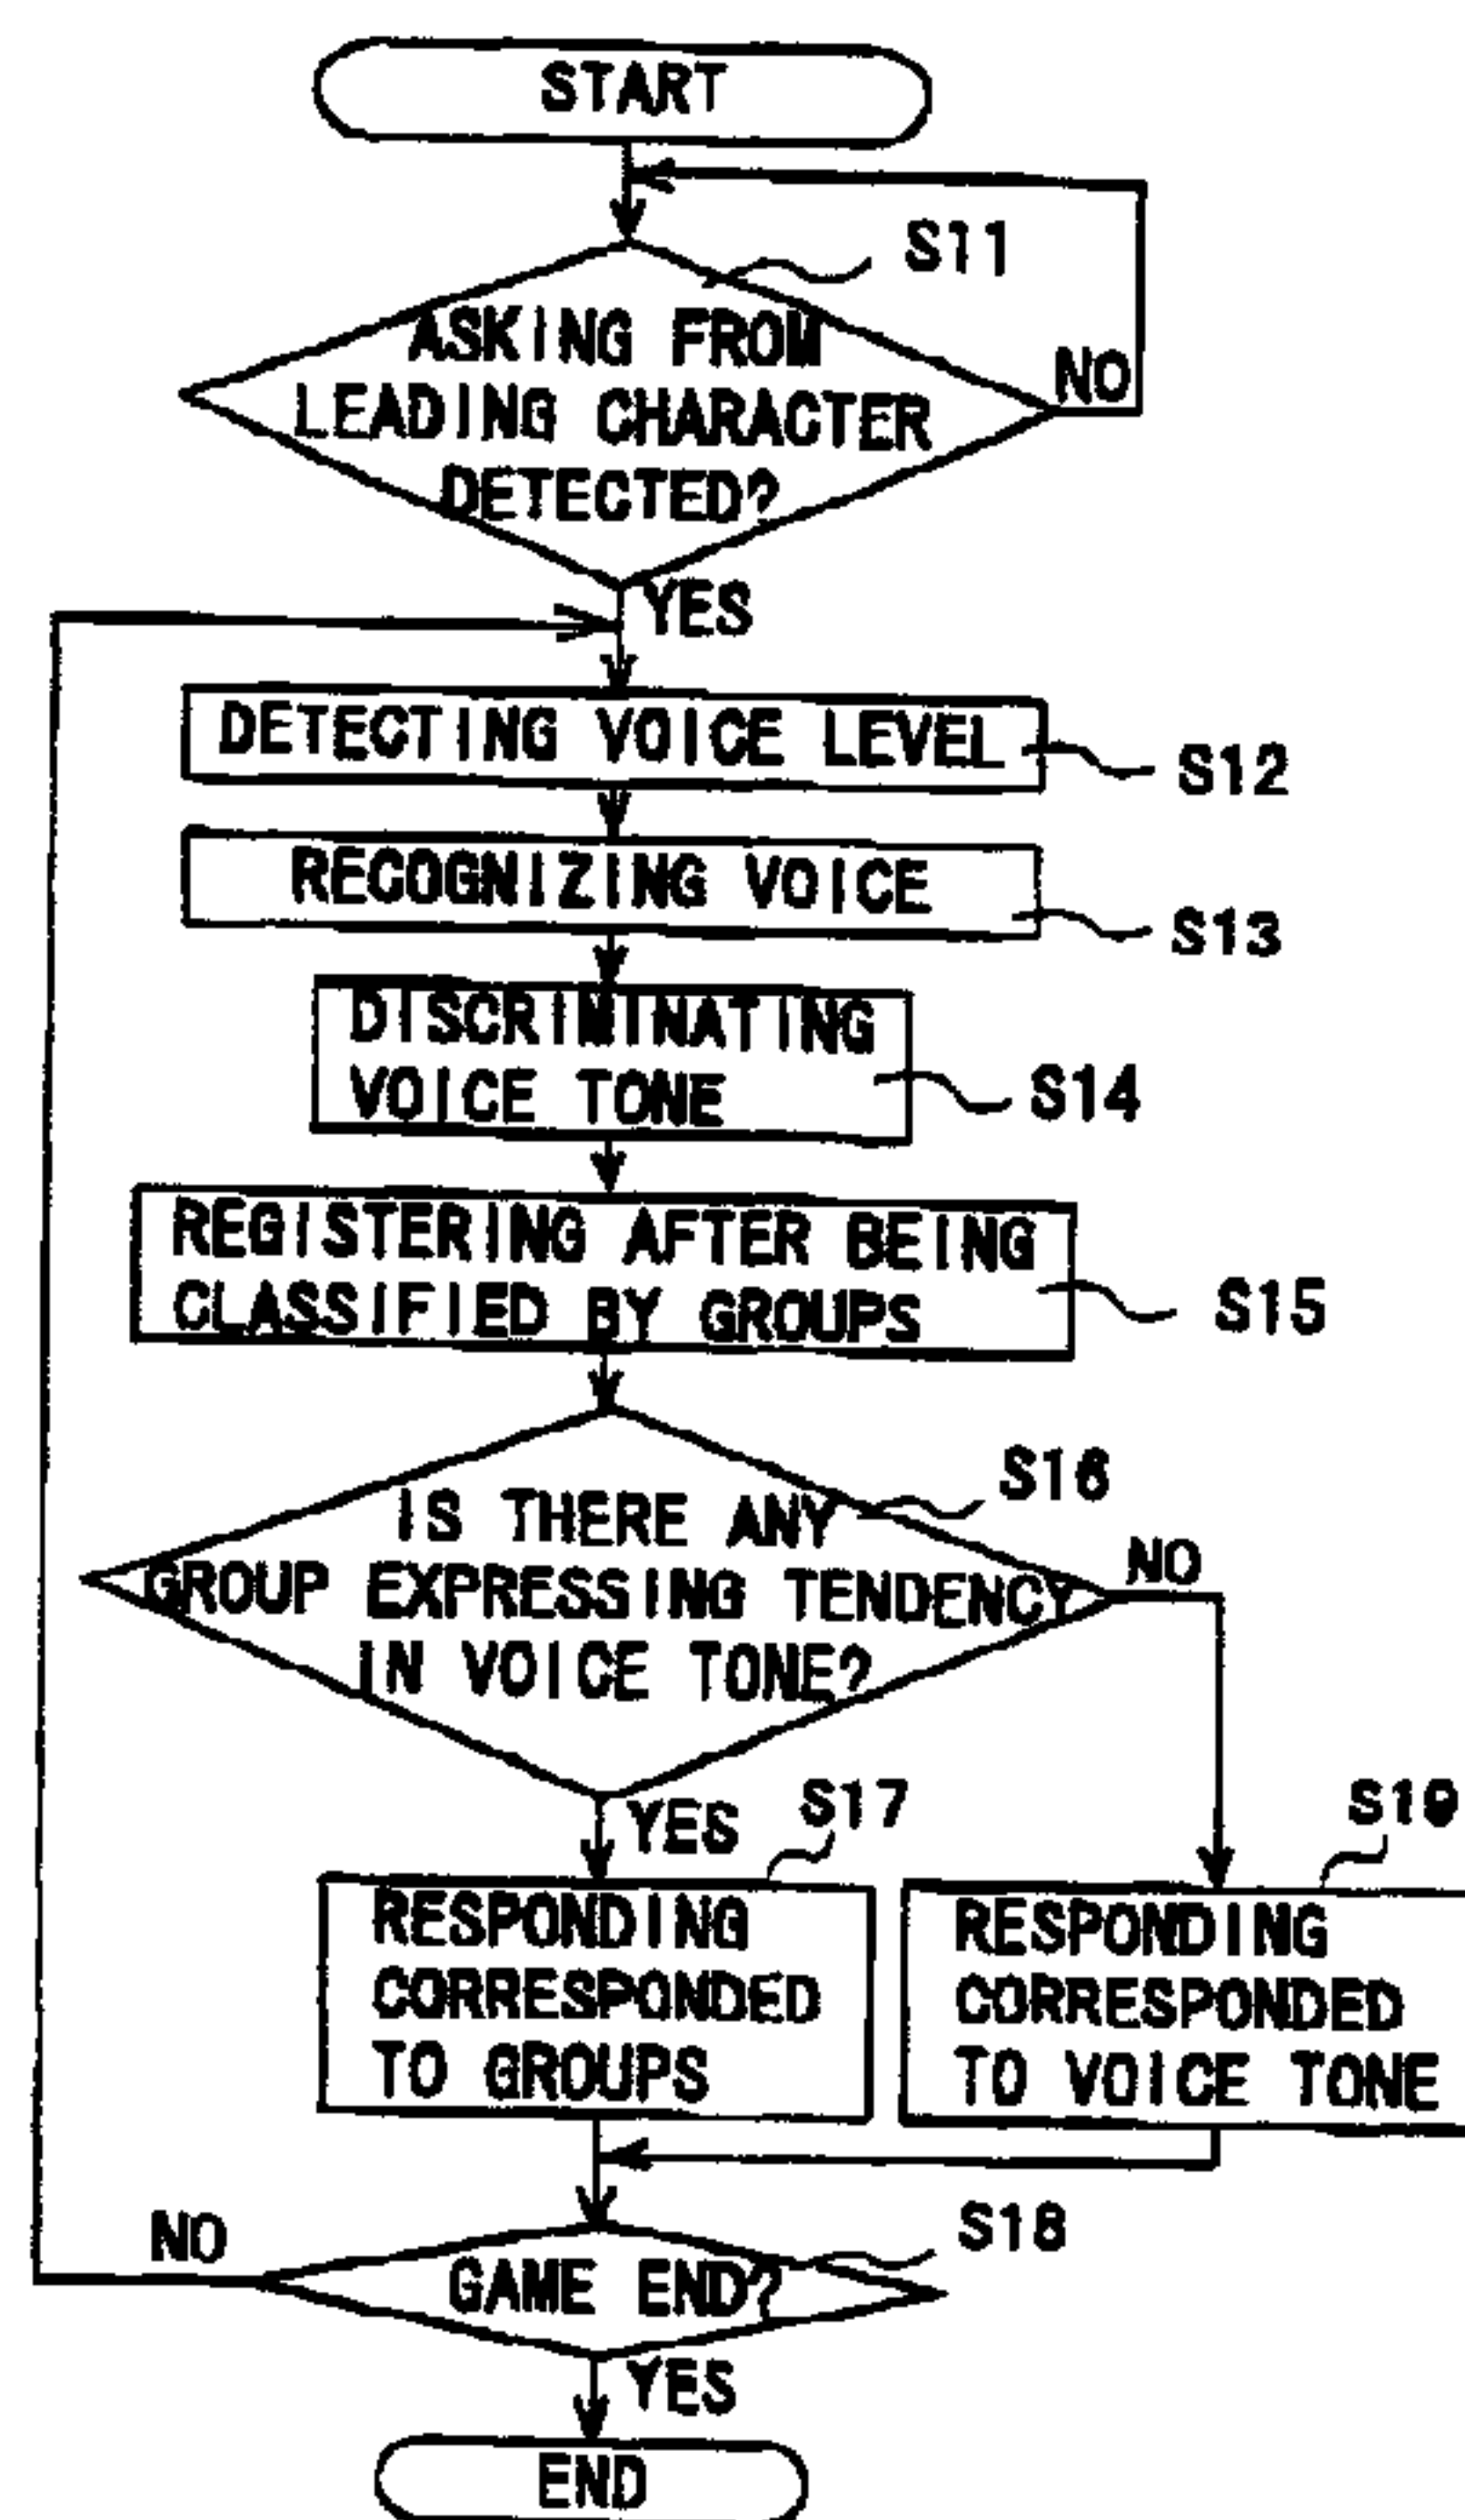 START
S11
ASKING FROM
LEADING CHARACTER
DETECTED?
NO
YES
DETECTING VOICE LEVEL
S12
RECOGNIZING VOICE
S13
DISCRIMINATING
VOICE TONE
S14
REGISTERING AFTER BEING
CLASSIFIED BY GROUPS
S15
S16
IS THERE ANY
GROUP EXPRESSING TENDENCY
IN VOICE TONE?
NO
YES
S17
S19
RESPONDING
CORRESPONDED
TO GROUPS
RESPONDING
CORRESPONDED
TO VOICE TONE
NO
S18
GAME END?
YES
END